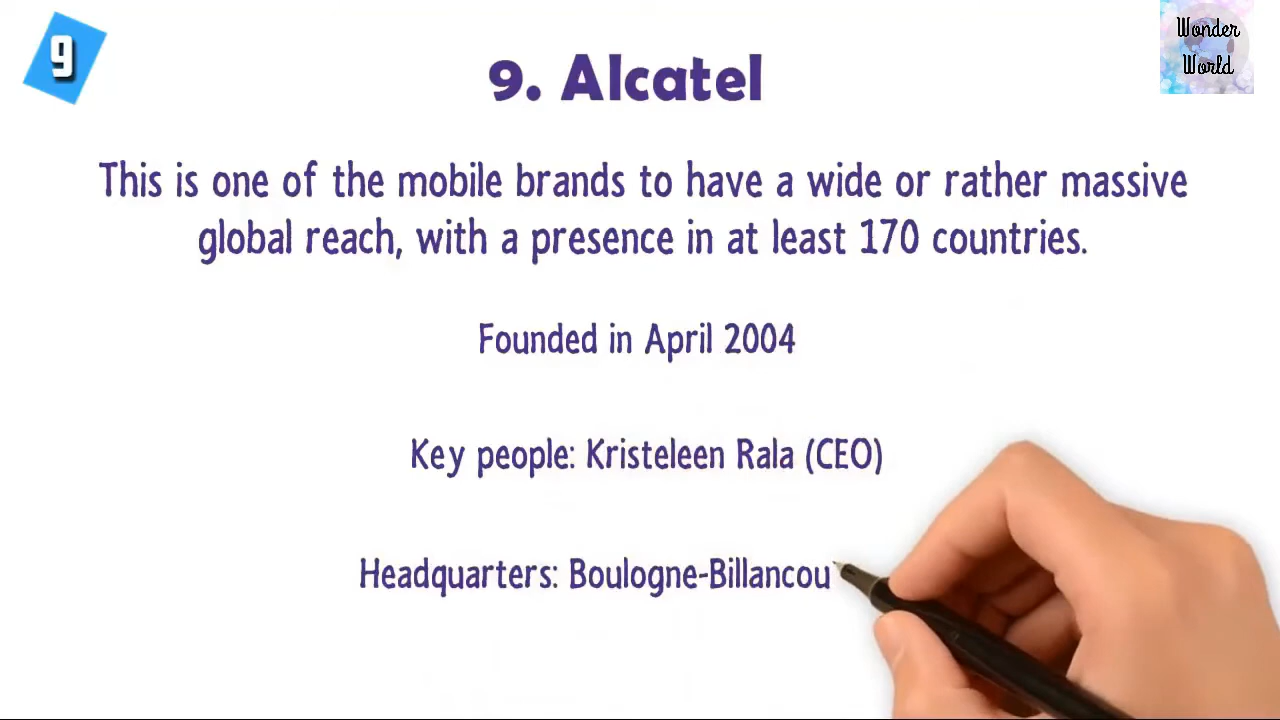 9
Wonder
World
9. Alcatel
This is one of the mobile brands to have a wide or rather massive
global reach, with a presence in at least 170 countries.
Founded in April 2004
Key people: Kristeleen Rala (CEO)
Headquarters: Boulogne-Billancou